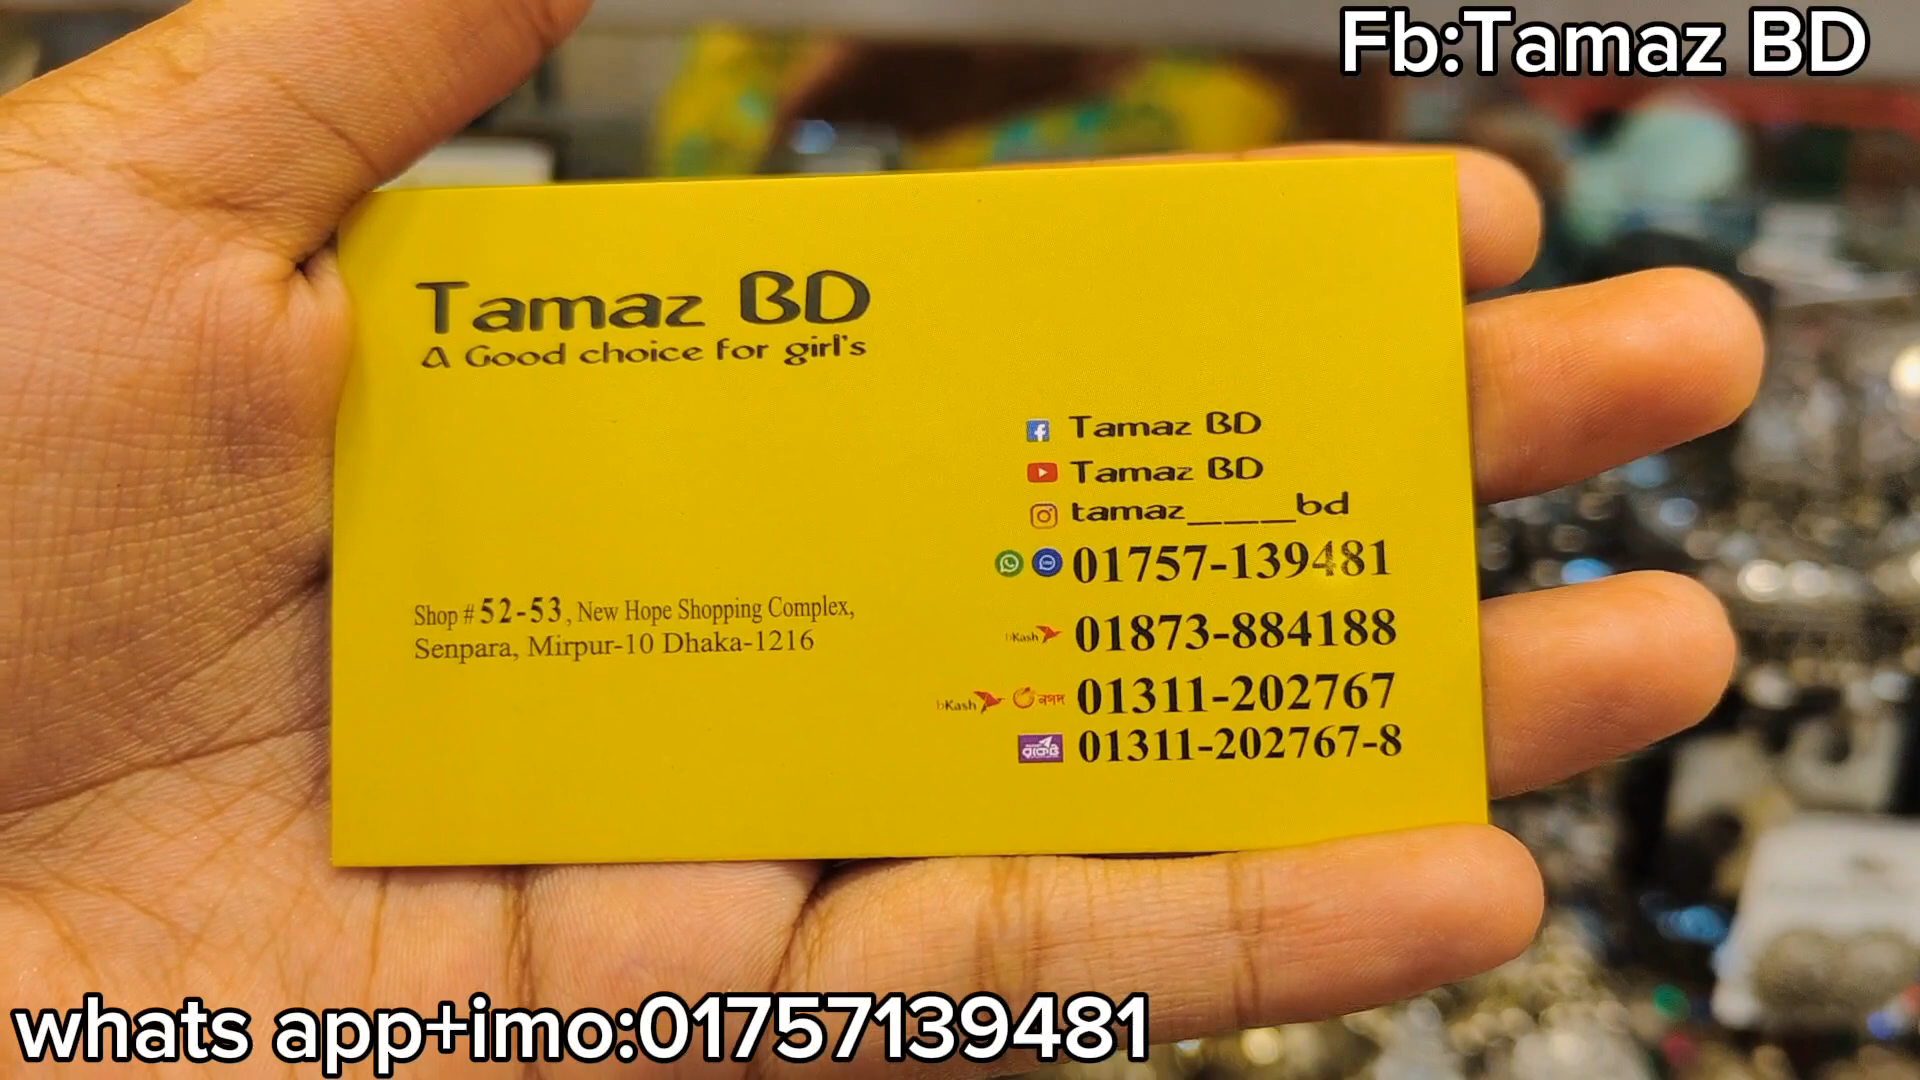 Fb:Tamaz BD
Tamaz BD
A Good choice for girl's
Tamaz BD
Tamaz BD
tamaz___bd
01757-139481
Shop # 52-53, New Hope Shopping Complex,
Senpara, Mirpur-10 Dhaka-1216
bKash 01873-884188
bKash নগদ 01311-202767
রকেট 01311-202767-8
whats app+imo:01757139481